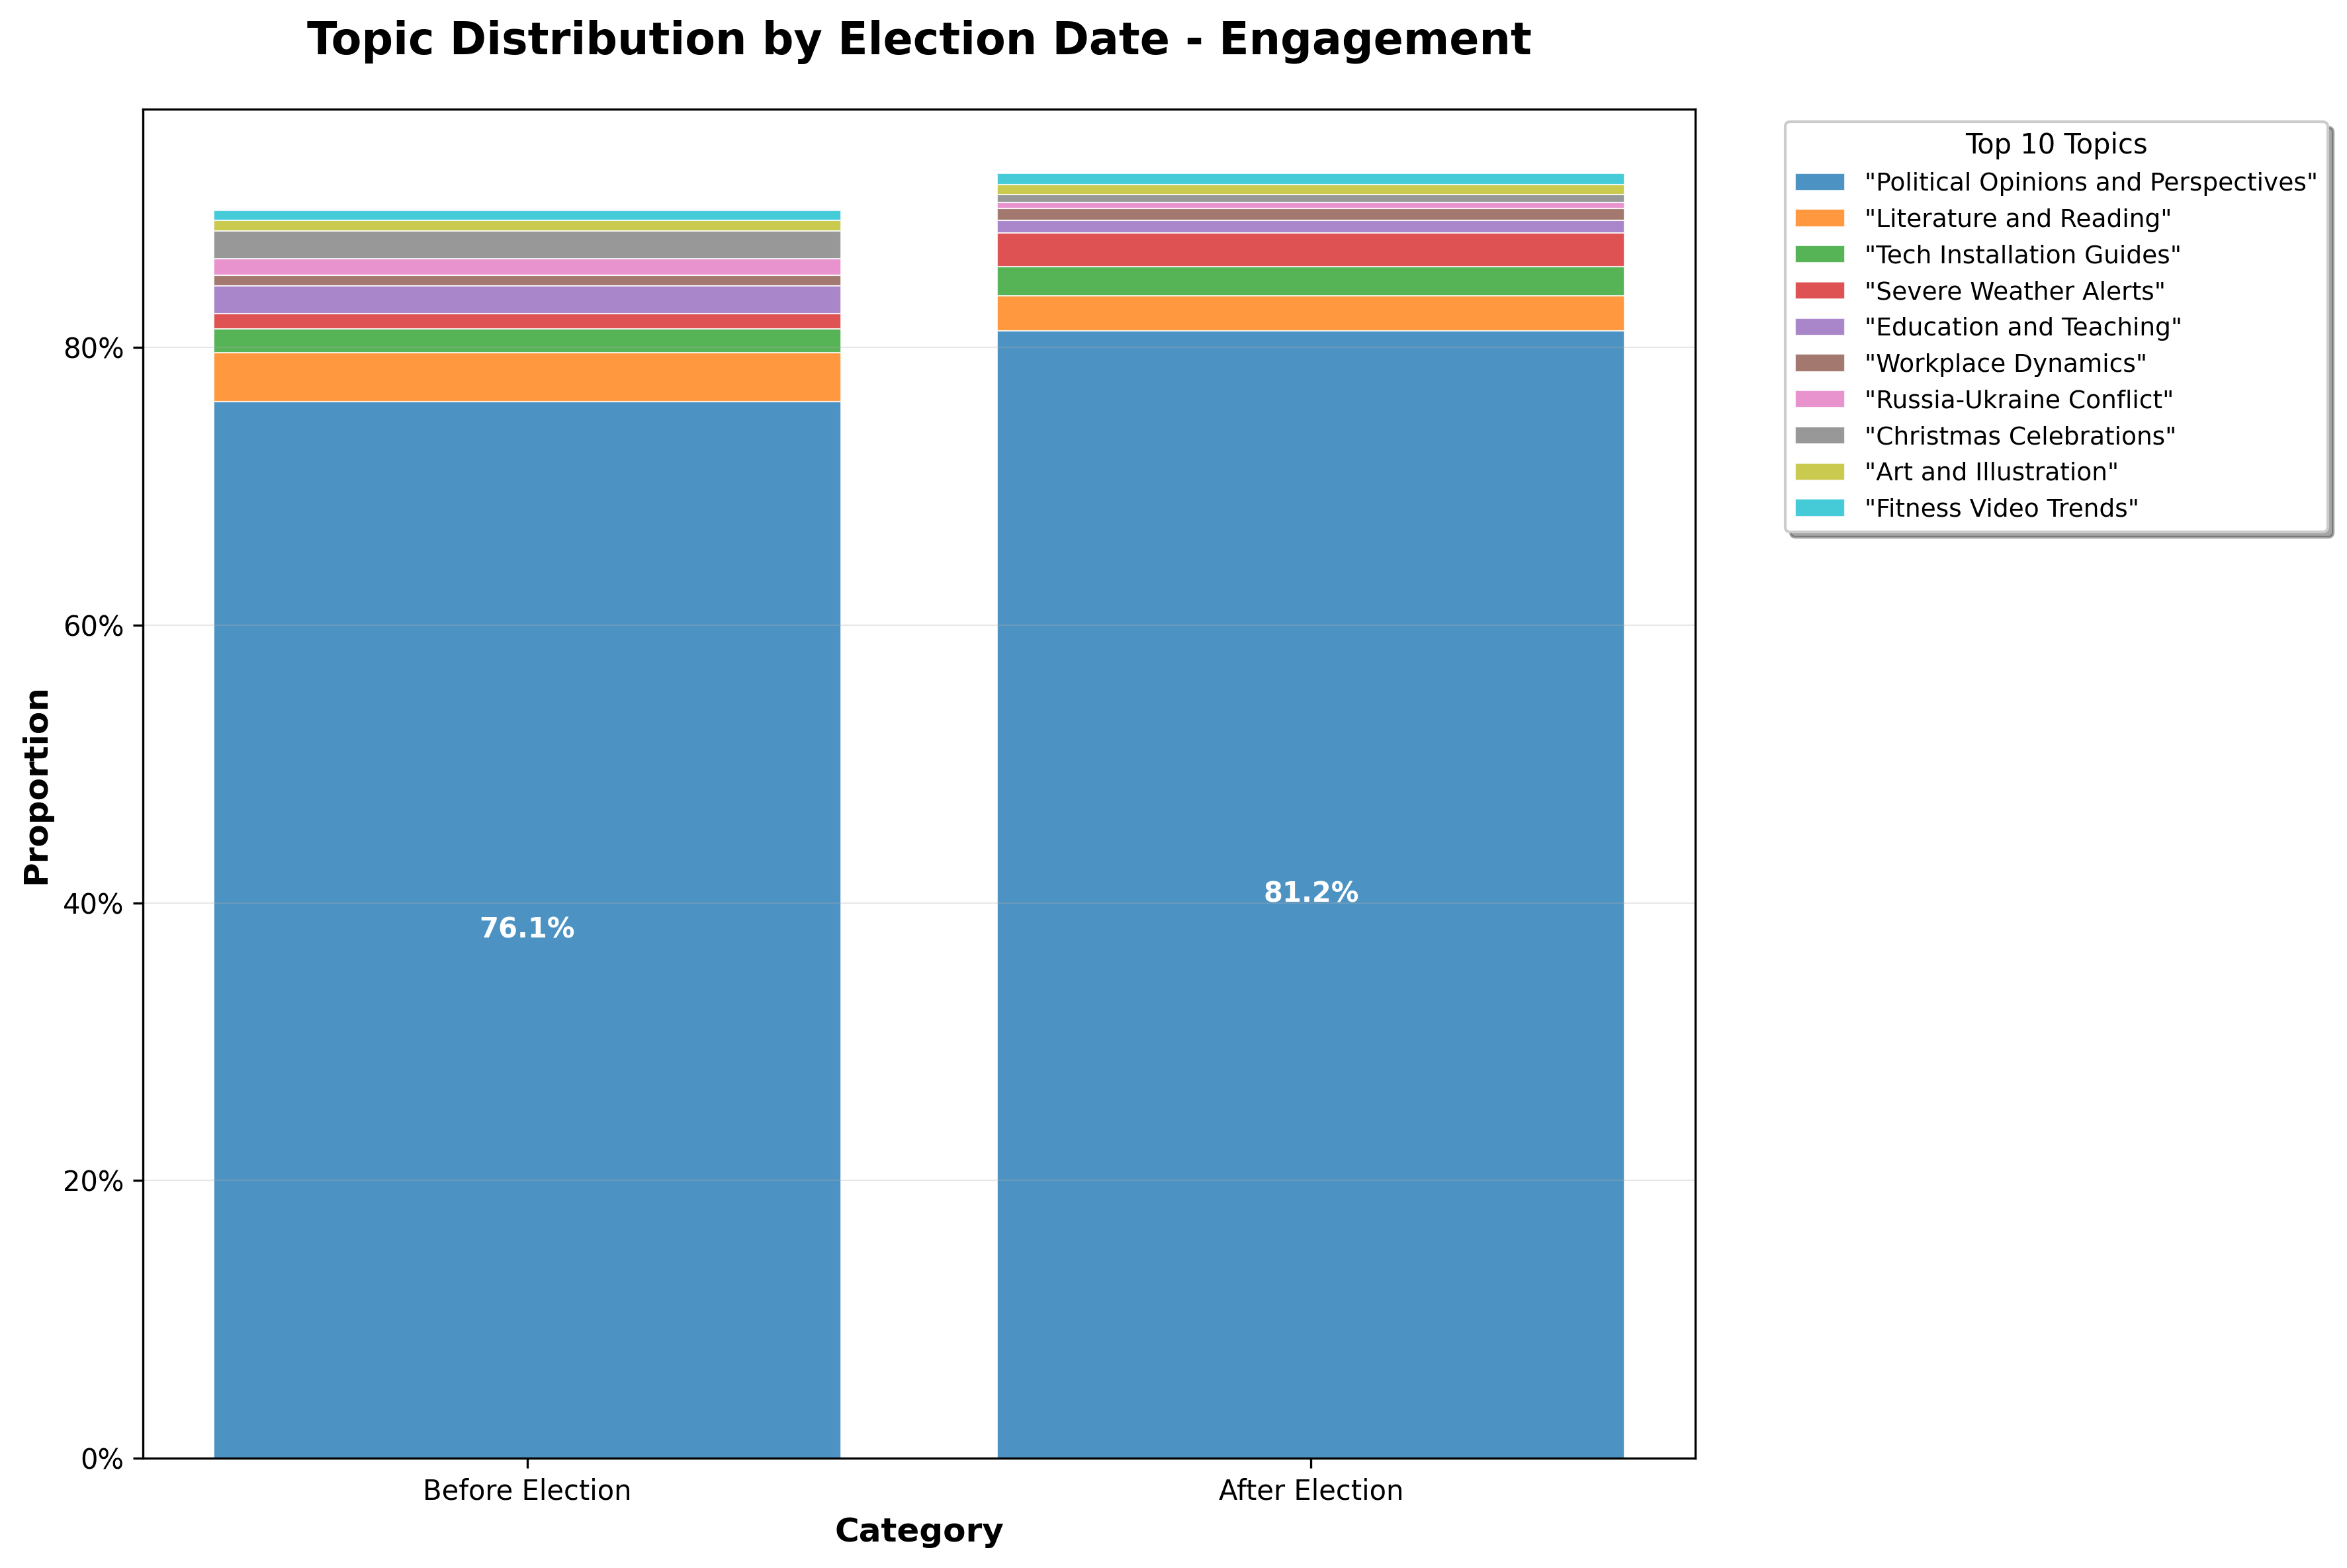 Topic Distribution by Election Date - Engagement
Top 10 Topics
"Political Opinions and Perspectives"
"Literature and Reading"
"Tech Installation Guides"
"Severe Weather Alerts"
"Education and Teaching"
"Workplace Dynamics"
"Russia-Ukraine Conflict"
"Christmas Celebrations"
"Art and Illustration"
"Fitness Video Trends"
Proportion
80%
60%
40%
20%
0%
76.1%
81.2%
Before Election
After Election
Category